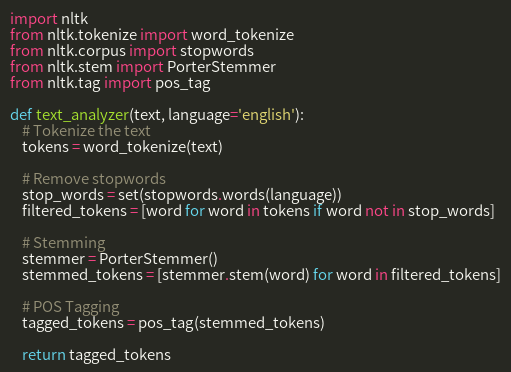 import nltk
from nltk.tokenize import word_tokenize
from nltk.corpus import stopwords
from nltk.stem import PorterStemmer
from nltk.tag import pos_tag

def text_analyzer(text, language='english'):
    # Tokenize the text
    tokens = word_tokenize(text)

    # Remove stopwords
    stop_words = set(stopwords.words(language))
    filtered_tokens = [word for word in tokens if word not in stop_words]

    # Stemming
    stemmer = PorterStemmer()
    stemmed_tokens = [stemmer.stem(word) for word in filtered_tokens]

    # POS Tagging
    tagged_tokens = pos_tag(stemmed_tokens)

    return tagged_tokens